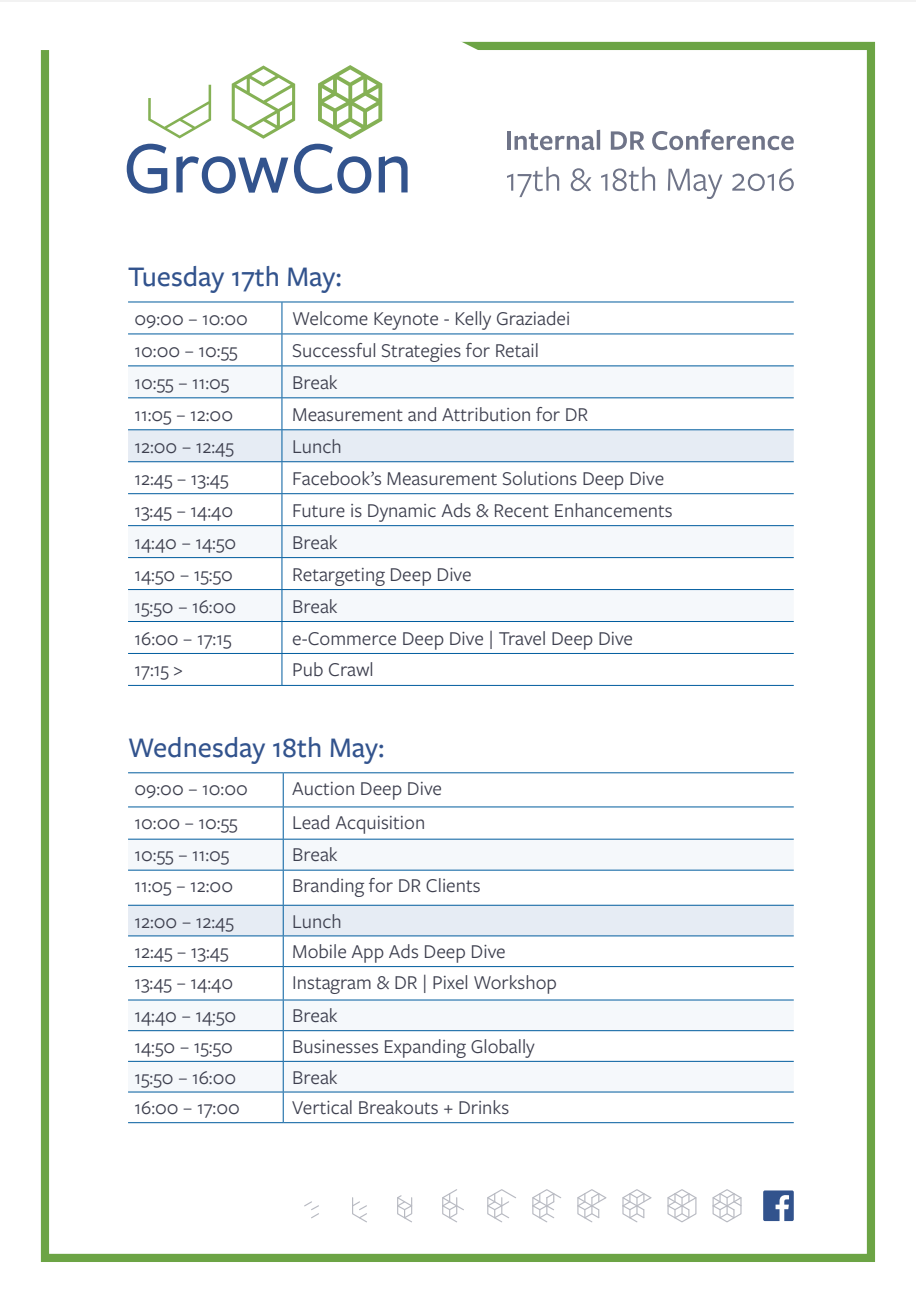 GrowCon
Internal DR Conference
17th & 18th May 2016
Tuesday 17th May:
09:00 – 10:00 Welcome Keynote - Kelly Graziadei
10:00 – 10:55 Successful Strategies for Retail
10:55 – 11:05 Break
11:05 – 12:00 Measurement and Attribution for DR
12:00 – 12:45 Lunch
12:45 – 13:45 Facebook’s Measurement Solutions Deep Dive
13:45 – 14:40 Future is Dynamic Ads & Recent Enhancements
14:40 – 14:50 Break
14:50 – 15:50 Retargeting Deep Dive
15:50 – 16:00 Break
16:00 – 17:15 e-Commerce Deep Dive | Travel Deep Dive
17:15 > Pub Crawl
Wednesday 18th May:
09:00 – 10:00 Auction Deep Dive
10:00 – 10:55 Lead Acquisition
10:55 – 11:05 Break
11:05 – 12:00 Branding for DR Clients
12:00 – 12:45 Lunch
12:45 – 13:45 Mobile App Ads Deep Dive
13:45 – 14:40 Instagram & DR | Pixel Workshop
14:40 – 14:50 Break
14:50 – 15:50 Businesses Expanding Globally
15:50 – 16:00 Break
16:00 – 17:00 Vertical Breakouts + Drinks
f